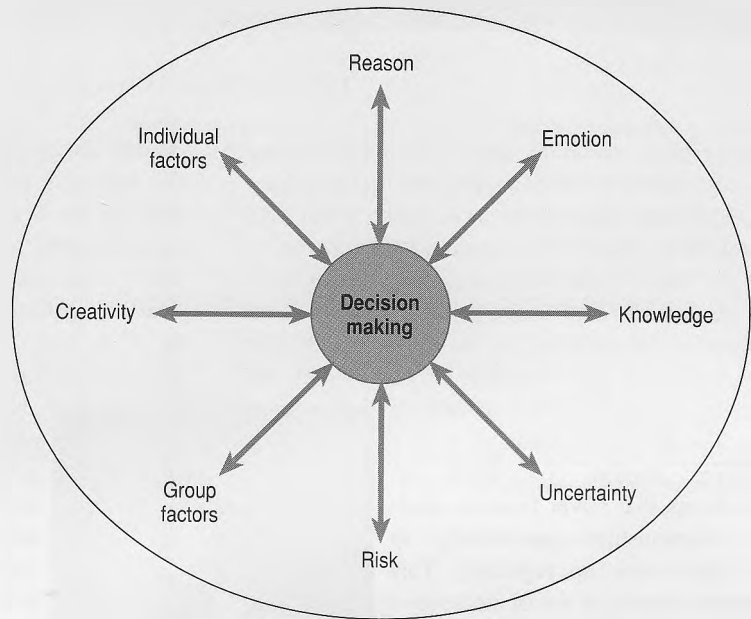 Reason
Individual
factors
Emotion
Creativity
Decision
making
Knowledge
Group
factors
Uncertainty
Risk